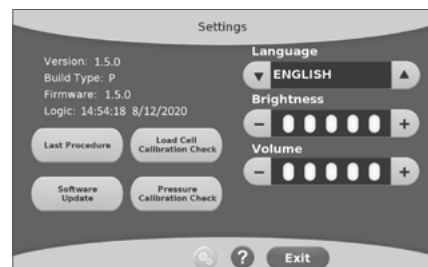 Settings
Version: 1.5.0
Build Type: P
Firmware: 1.5.0
Logic: 14:54:18 8/12/2020
Last Procedure
Load Cell
Calibration Check
Software
Update
Pressure
Calibration Check
Language
▼ ENGLISH ▲
Brightness
− +
Volume
− +
? Exit